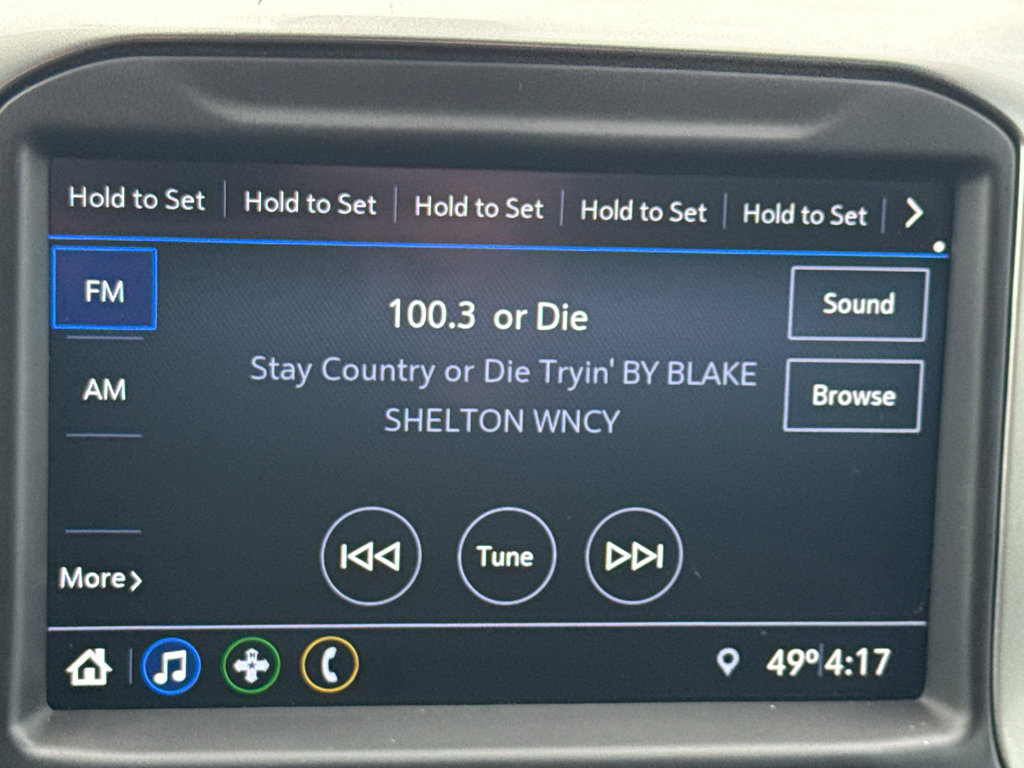 Hold to Set Hold to Set Hold to Set Hold to Set Hold to Set
FM
100.3 or Die
Sound
Stay Country or Die Tryin' BY BLAKE
AM
Browse
SHELTON WNCY
Tune
More
49° 4:17